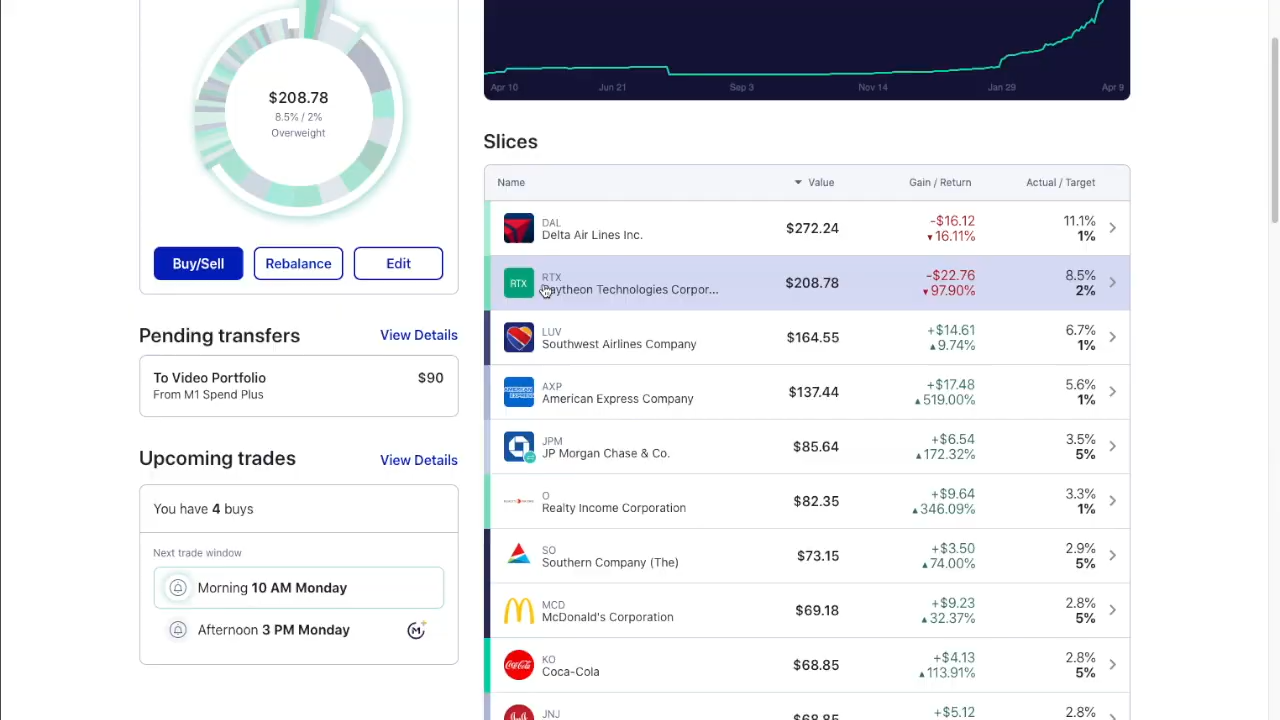 $208.78
8.5% / 2%
Overweight
Buy/Sell
Rebalance
Edit
Pending transfers
View Details
To Video Portfolio
$90
From M1 Spend Plus
Upcoming trades
View Details
You have 4 buys
Next trade window
Morning 10 AM Monday
Afternoon 3 PM Monday
Apr 10 Jun 21 Sep 3 Nov 14 Jan 29 Apr 9
Slices
Name Value Gain / Return Actual / Target
DAL
Delta Air Lines Inc.
$272.24
-$16.12
▼16.11%
11.1%
1%
RTX
RTX
Raytheon Technologies Corpor...
$208.78
-$22.76
▼97.90%
8.5%
2%
LUV
Southwest Airlines Company
$164.55
+$14.61
▲9.74%
6.7%
1%
AXP
American Express Company
$137.44
+$17.48
▲519.00%
5.6%
1%
JPM
JP Morgan Chase & Co.
$85.64
+$6.54
▲172.32%
3.5%
5%
O
Realty Income Corporation
$82.35
+$9.64
▲346.09%
3.3%
1%
SO
Southern Company (The)
$73.15
+$3.50
▲74.00%
2.9%
5%
MCD
McDonald's Corporation
$69.18
+$9.23
▲32.37%
2.8%
5%
KO
Coca-Cola
$68.85
+$4.13
▲113.91%
2.8%
5%
JNJ
$68.85
+$5.12
2.8%